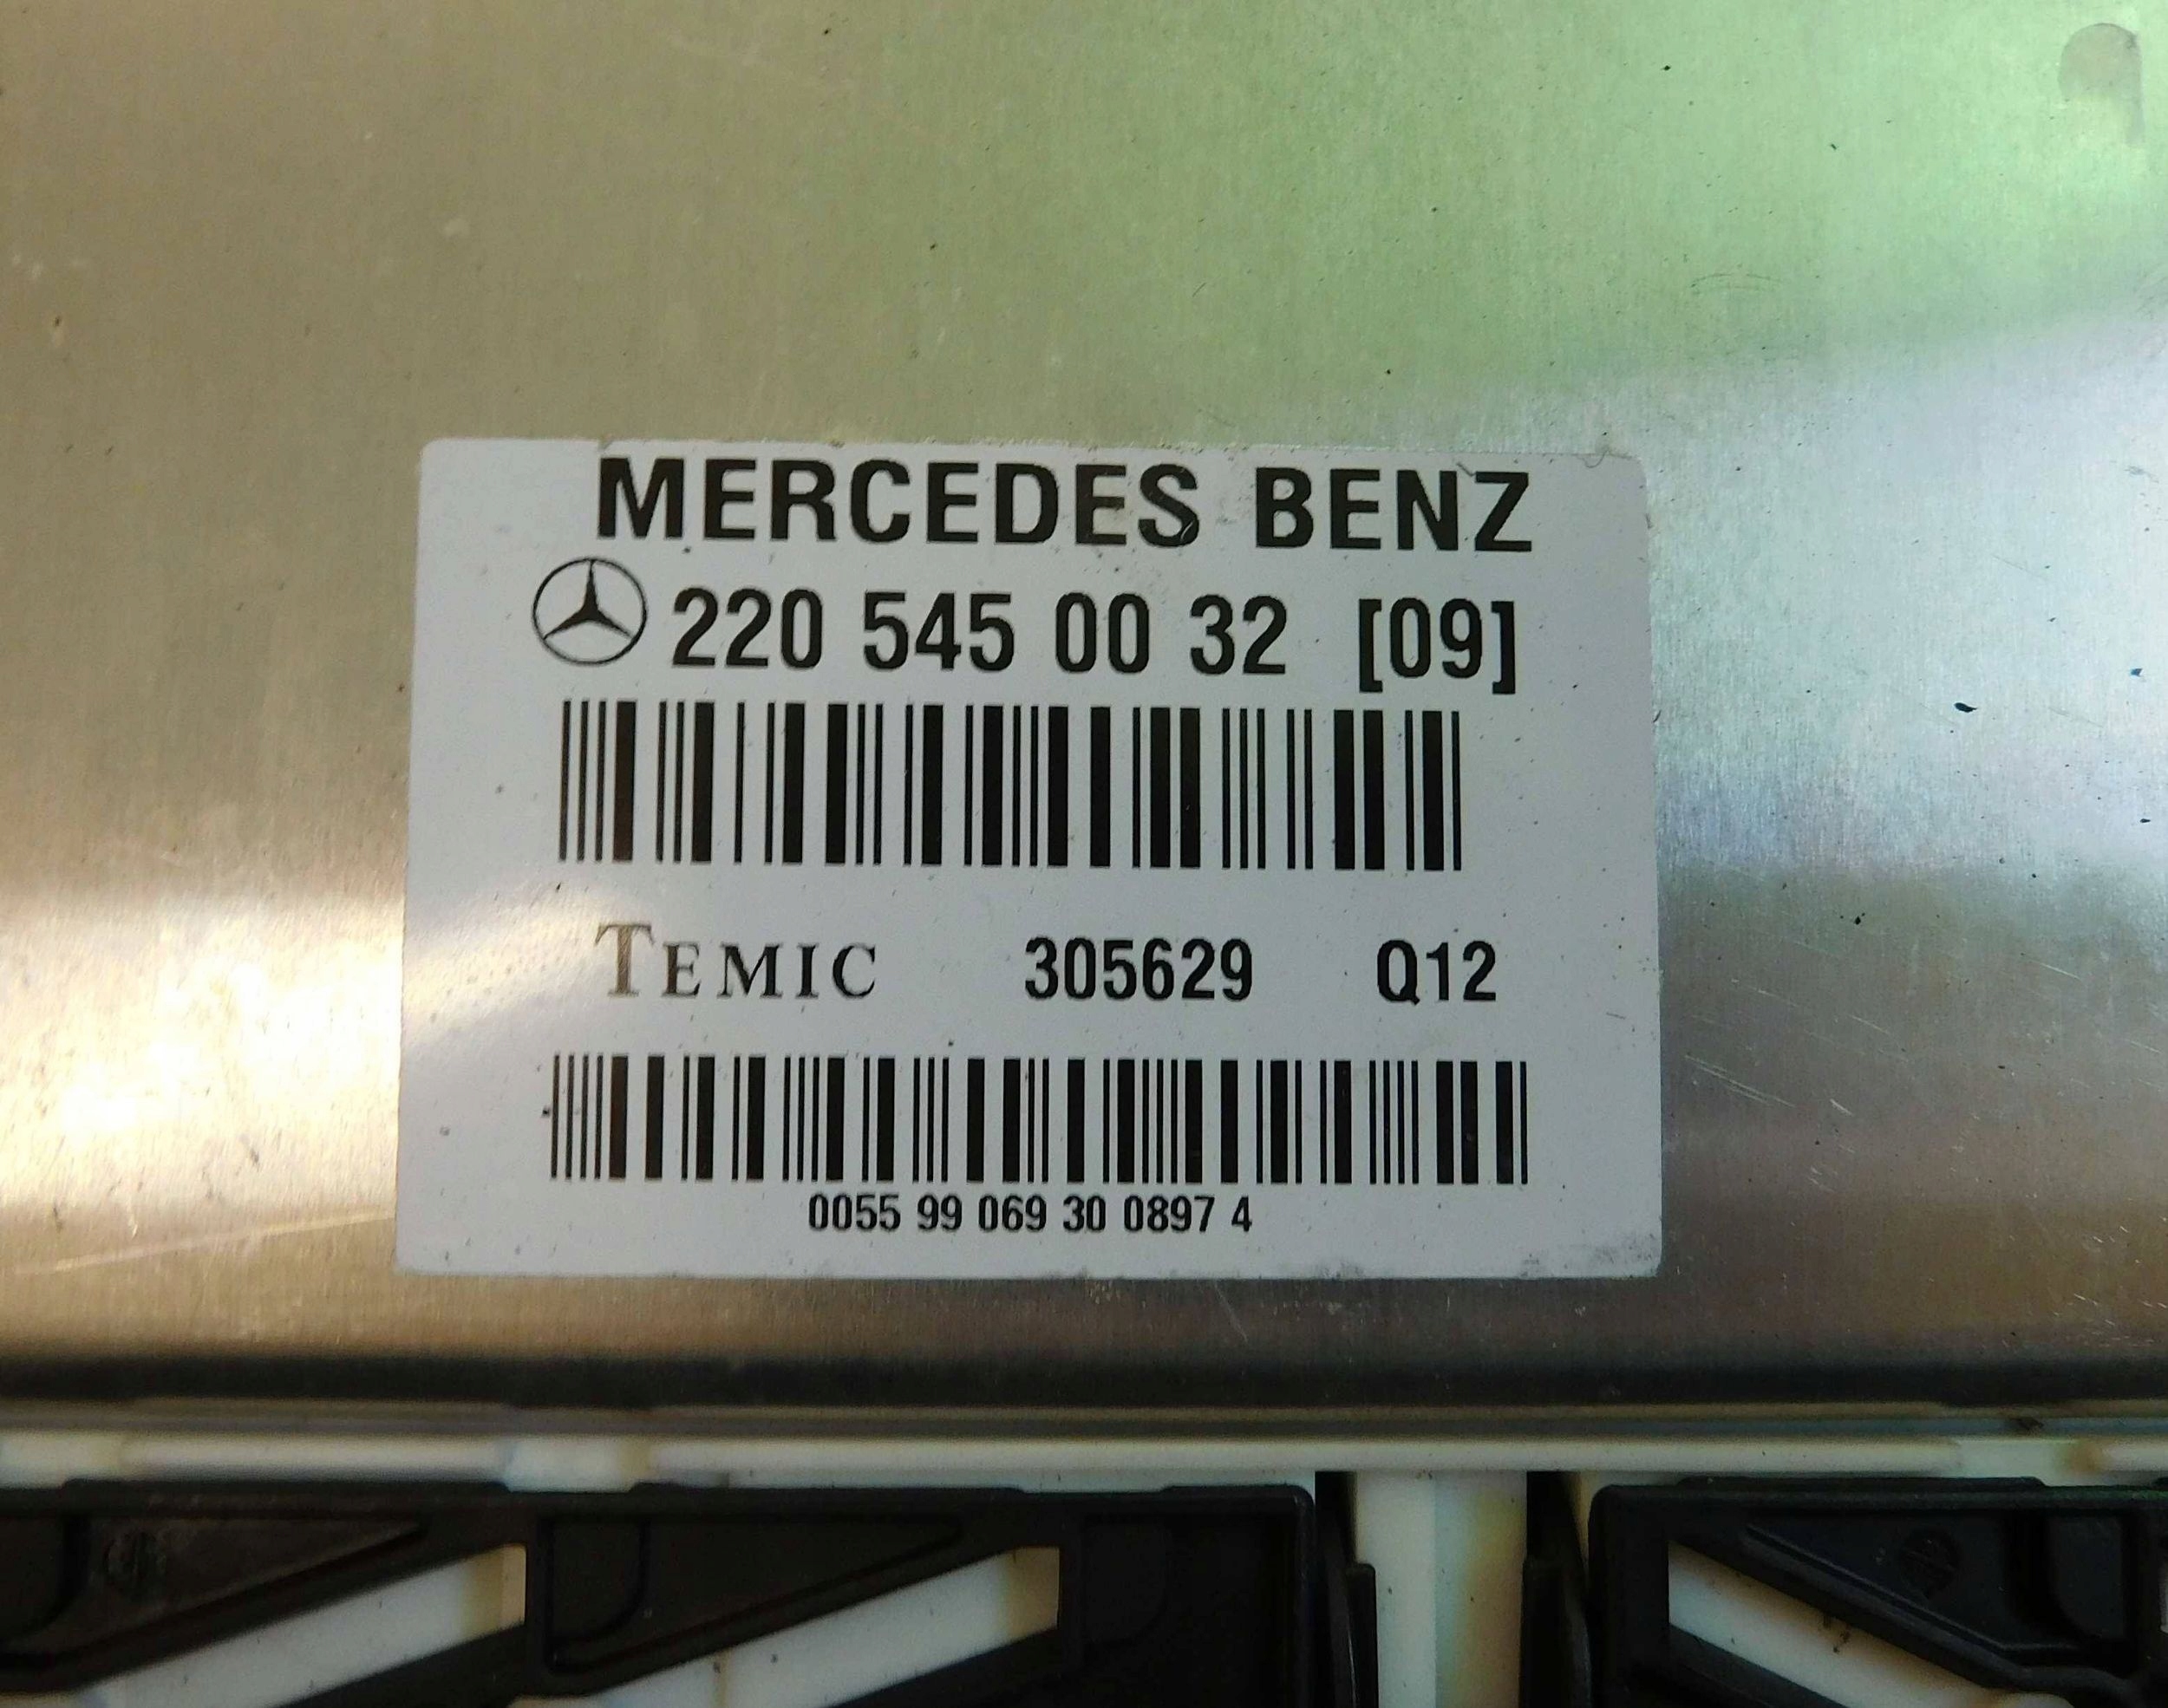 MERCEDES BENZ
220 545 00 32 [09]
TEMIC 305629 Q12
0055 99 069 30 0897 4